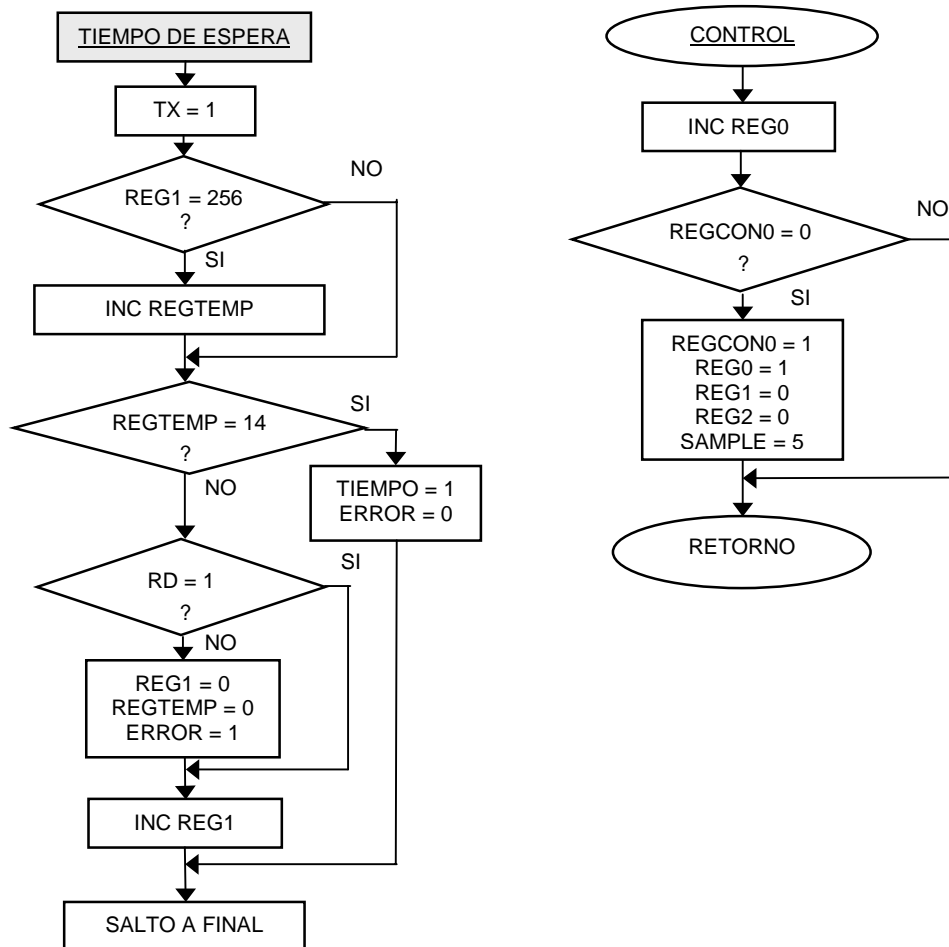 TIEMPO DE ESPERA
TX = 1
REG1 = 256
?
NO
SI
INC REGTEMP
REGTEMP = 14
?
SI
NO
TIEMPO = 1
ERROR = 0
RD = 1
?
SI
NO
REG1 = 0
REGTEMP = 0
ERROR = 1
INC REG1
SALTO A FINAL
CONTROL
INC REG0
REGCON0 = 0
?
NO
SI
REGCON0 = 1
REG0 = 1
REG1 = 0
REG2 = 0
SAMPLE = 5
RETORNO